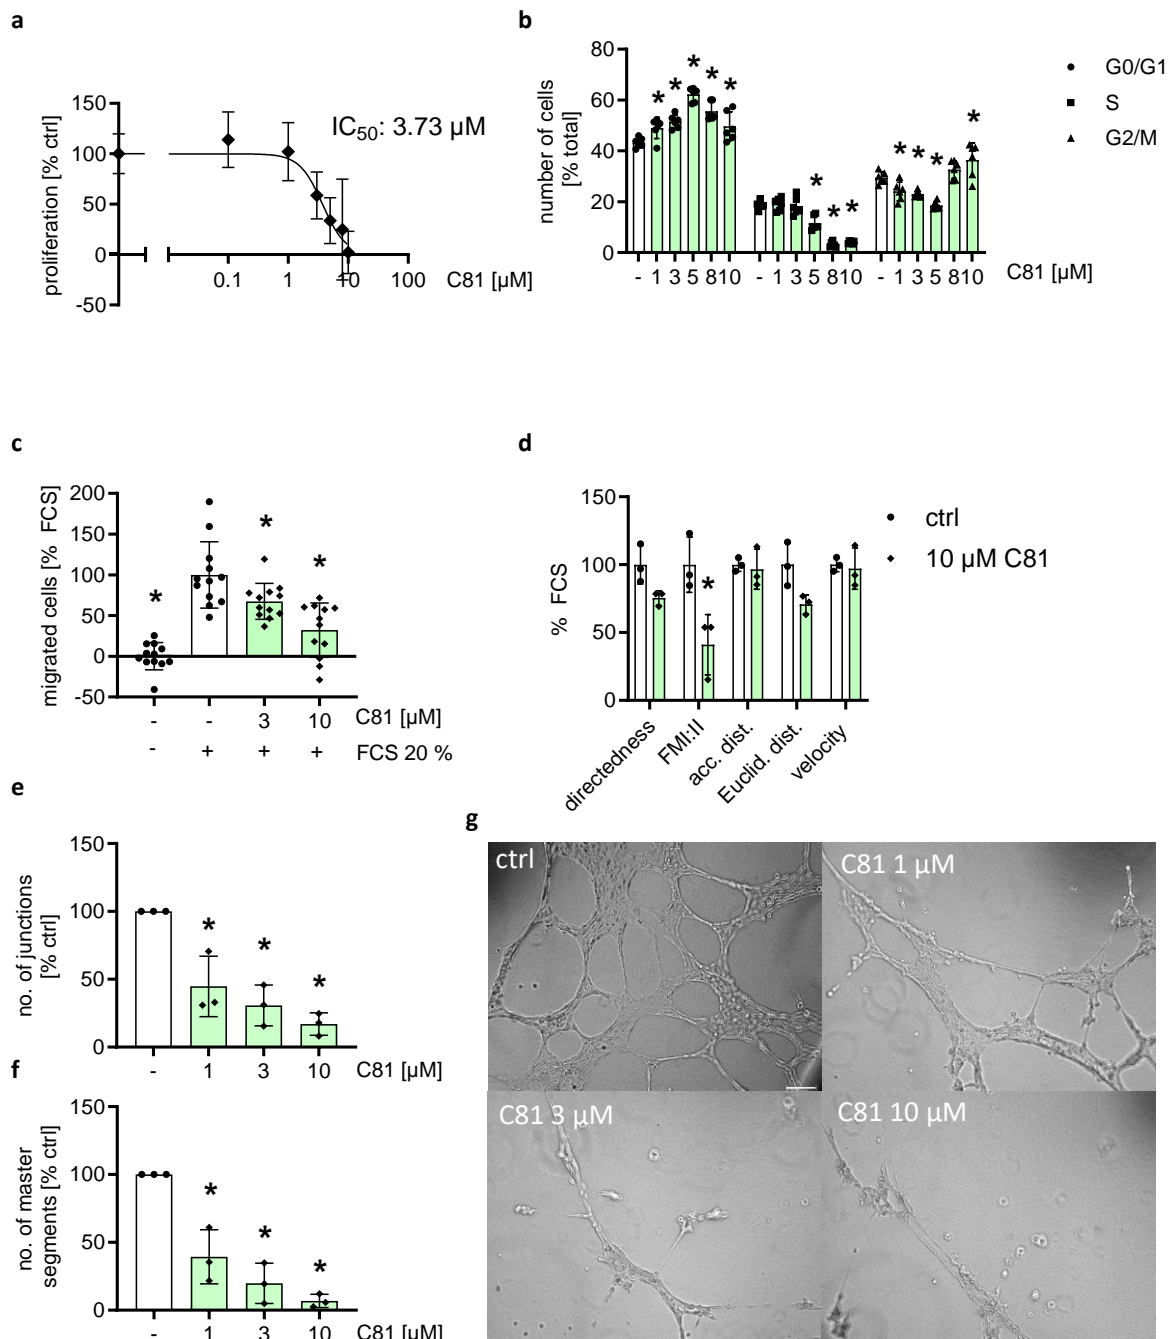 a
150
100
50
0
-50
proliferation [% ctrl]
IC50: 3.73 µM
0.1 1 10 100 C81 [µM]
b
80
60
40
20
0
number of cells
[% total]
* * * * *
* * *
* * * *
G0/G1
S
G2/M
- 1 3 5 8 10 - 1 3 5 8 10 - 1 3 5 8 10 C81 [µM]
c
200
150
100
50
0
-50
migrated cells [% FCS]
* * *
- - 3 10 C81 [µM]
- + + + FCS 20 %
d
150
100
50
0
% FCS
*
ctrl
10 µM C81
directedness
FMI:II
acc. dist.
Euclid. dist.
velocity
e
150
100
50
0
no. of junctions
[% ctrl]
* * *
- 1 3 10 C81 [µM]
f
150
100
50
0
no. of master
segments [% ctrl]
* * *
- 1 3 10 C81 [µM]
g
ctrl
C81 1 µM
C81 3 µM
C81 10 µM